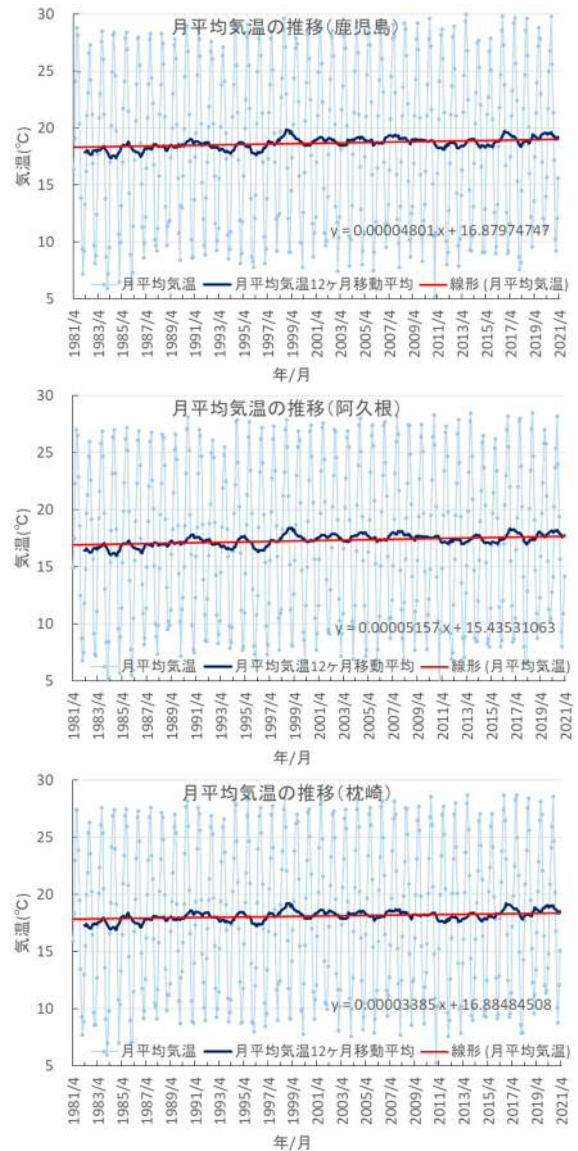 月平均気温の推移(鹿児島)
気温(℃)
30
25
20
15
10
5
y = 0.00004801 x + 16.87974747
月平均気温 月平均気温12ヶ月移動平均 線形 (月平均気温)
1981/4 1983/4 1985/4 1987/4 1989/4 1991/4 1993/4 1995/4 1997/4 1999/4 2001/4 2003/4 2005/4 2007/4 2009/4 2011/4 2013/4 2015/4 2017/4 2019/4 2021/4
年/月
月平均気温の推移(阿久根)
気温(℃)
30
25
20
15
10
5
y = 0.00005157 x + 15.43531063
月平均気温 月平均気温12ヶ月移動平均 線形 (月平均気温)
1981/4 1983/4 1985/4 1987/4 1989/4 1991/4 1993/4 1995/4 1997/4 1999/4 2001/4 2003/4 2005/4 2007/4 2009/4 2011/4 2013/4 2015/4 2017/4 2019/4 2021/4
年/月
月平均気温の推移(枕崎)
気温(℃)
30
25
20
15
10
5
y = 0.00003385 x + 16.88484508
月平均気温 月平均気温12ヶ月移動平均 線形 (月平均気温)
1981/4 1983/4 1985/4 1987/4 1989/4 1991/4 1993/4 1995/4 1997/4 1999/4 2001/4 2003/4 2005/4 2007/4 2009/4 2011/4 2013/4 2015/4 2017/4 2019/4 2021/4
年/月